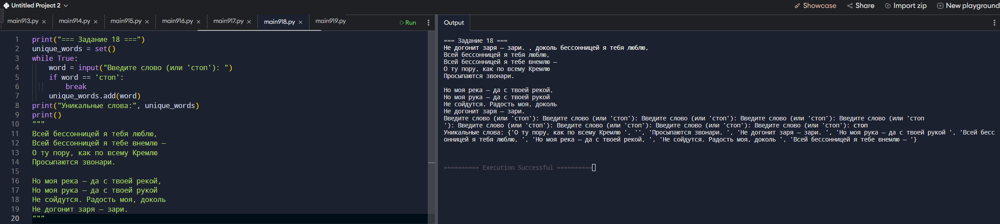 Untitled Project 2
Showcase
Share
Import zip
New playground
main913.py
main914.py
main915.py
main916.py
main917.py
main918.py
main919.py
Run
Output
1 print("=== Задание 18 ===")
2 unique_words = set()
3 while True:
4 word = input("Введите слово (или 'стоп'): ")
5 if word == 'стоп':
6 break
7 unique_words.add(word)
8 print("Уникальные слова:", unique_words)
9 print()
10 """
11 Всей бессонницей я тебя люблю,
12 Всей бессонницей я тебе внемлю —
13 О ту пору, как по всему Кремлю
14 Просыпаются звонари.
15
16 Но моя река — да с твоей рекой,
17 Но моя рука — да с твоей рукой
18 Не сойдутся. Радость моя, доколь
19 Не догонит заря — зари.
20 """
=== Задание 18 ===
Не догонит заря — зари. , доколь бессонницей я тебя люблю,
Всей бессонницей я тебя люблю,
Всей бессонницей я тебе внемлю —
О ту пору, как по всему Кремлю
Просыпаются звонари.
Но моя река — да с твоей рекой,
Но моя рука — да с твоей рукой
Не сойдутся. Радость моя, доколь
Не догонит заря — зари.
Введите слово (или 'стоп'): Введите слово (или 'стоп'): Введите слово (или 'стоп'): Введите слово (или 'стоп'): Введите слово (или 'стоп
'): Введите слово (или 'стоп'): Введите слово (или 'стоп'): Введите слово (или 'стоп'): Введите слово (или 'стоп'): стоп
Уникальные слова: {'О ту пору, как по всему Кремлю ', '', 'Просыпаются звонари. ', 'Не догонит заря — зари. ', 'Но моя рука — да с твоей рукой ', 'Всей бесс
онницей я тебя люблю, ', 'Но моя река — да с твоей рекой, ', 'Не сойдутся. Радость моя, доколь ', 'Всей бессонницей я тебе внемлю — '}
========== Execution Successful ==========